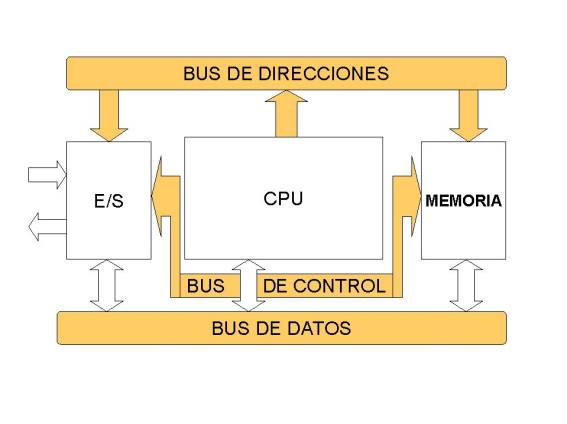 BUS DE DIRECCIONES
E/S
CPU
MEMORIA
BUS DE CONTROL
BUS DE DATOS